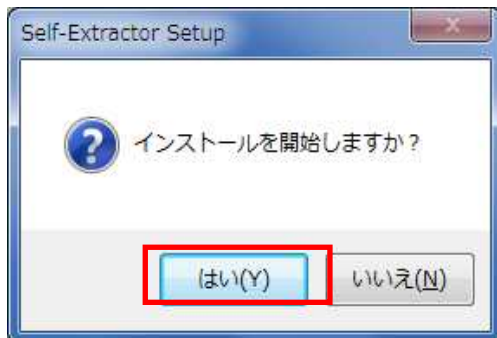 Self-Extractor Setup
インストールを開始しますか？
はい(Y)
いいえ(N)